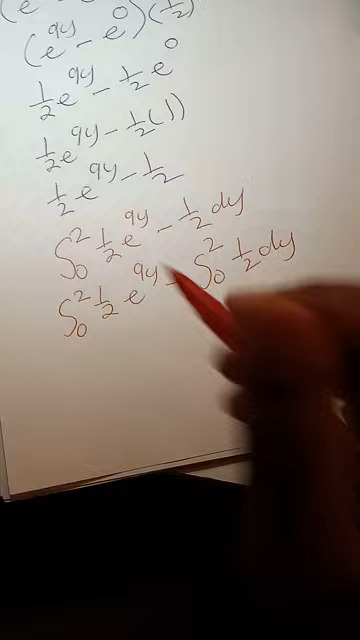 (e^{9y} - e^0)(1/2)
(e^{9y} - e^0)
1/2 e^{9y} - 1/2 e^0
1/2 e^{9y} - 1/2 (1)
1/2 e^{9y} - 1/2
∫_0^2 1/2 e^{9y} - 1/2 dy
∫_0^2 1/2 e^{9y} - ∫_0^2 1/2 dy